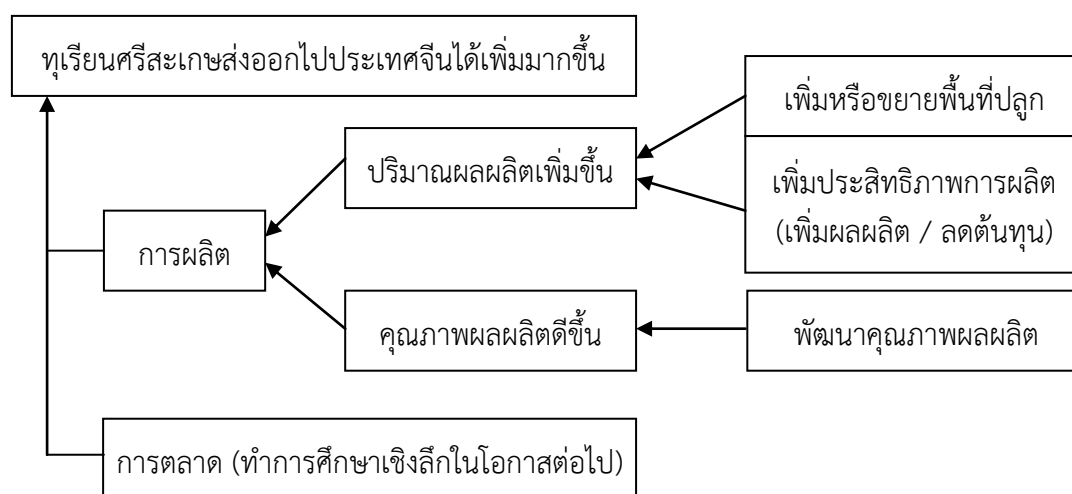 ทุเรียนศรีสะเกษส่งออกไปประเทศจีนได้เพิ่มมากขึ้น
เพิ่มหรือขยายพื้นที่ปลูก
ปริมาณผลผลิตเพิ่มขึ้น
เพิ่มประสิทธิภาพการผลิต
(เพิ่มผลผลิต / ลดต้นทุน)
การผลิต
คุณภาพผลผลิตดีขึ้น
พัฒนาคุณภาพผลผลิต
การตลาด (ทำการศึกษาเชิงลึกในโอกาสต่อไป)